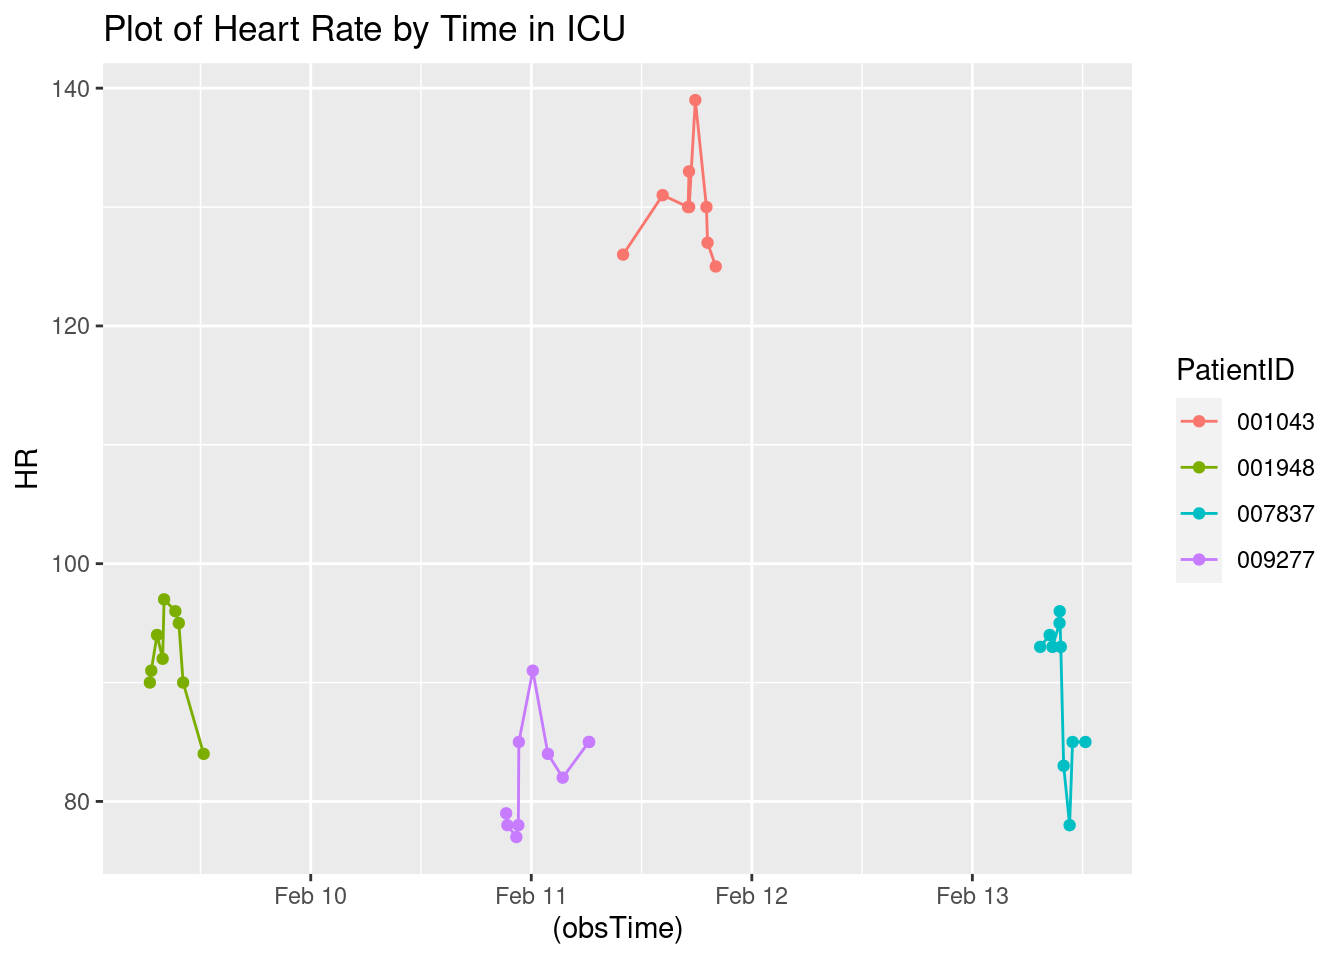 Plot of Heart Rate by Time in ICU
140
120
100
80
HR
Feb 10
Feb 11
Feb 12
Feb 13
(obsTime)
PatientID
001043
001948
007837
009277